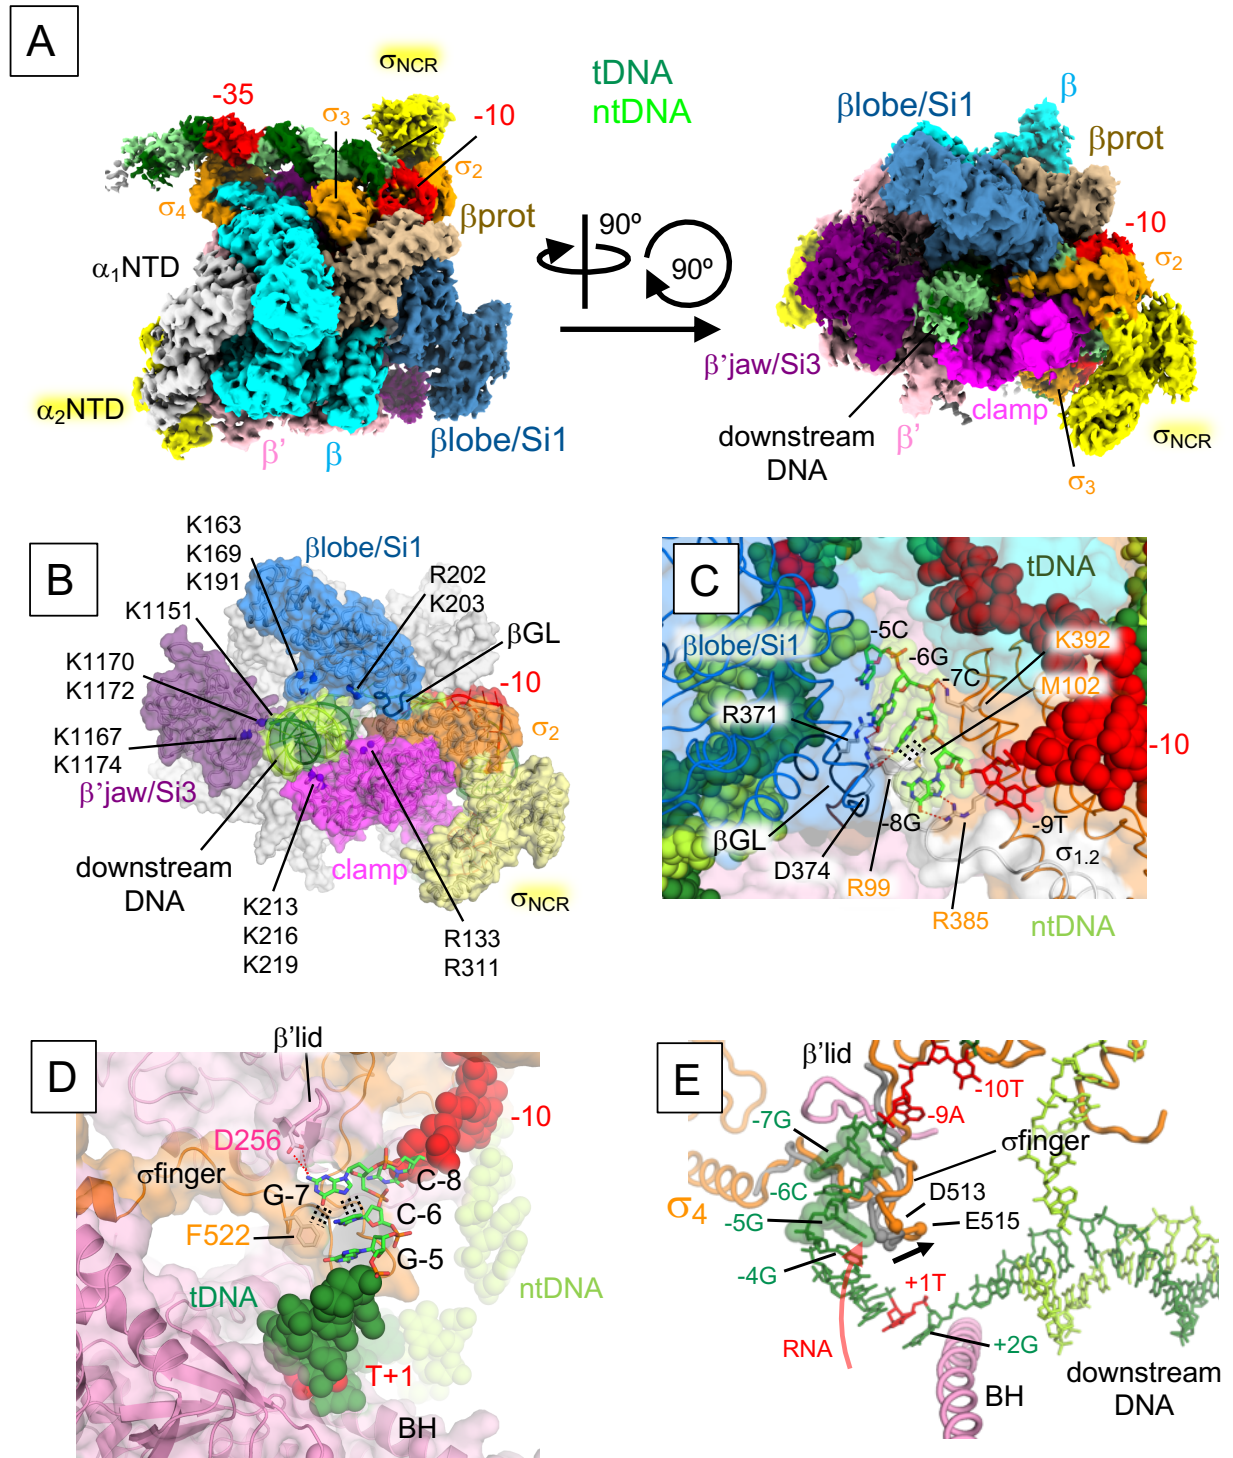 A
σNCR
tDNA
ntDNA
-35
σ3
-10
σ2
σ4
βprot
α1NTD
α2NTD
β'
β
βlobe/Si1
90º
90º
βlobe/Si1
β
βprot
-10
σ2
β'jaw/Si3
clamp
downstream
DNA
β'
σNCR
σ3
B
K163
K169
K191
βlobe/Si1
R202
K203
K1151
βGL
K1170
K1172
-10
K1167
K1174
σ2
β'jaw/Si3
downstream
DNA
clamp
σNCR
K213
K216
K219
R133
R311
C
tDNA
βlobe/Si1
-5C
-6G
K392
-7C
M102
R371
-10
βGL
-8G
-9T
D374
σ1.2
R99
R385
ntDNA
D
β'lid
-10
D256
σfinger
G-7
C-8
F522
C-6
G-5
tDNA
ntDNA
T+1
BH
E
β'lid
-10T
-7G
-9A
σfinger
-6C
D513
σ4
-5G
E515
-4G
+1T
RNA
+2G
BH
downstream
DNA